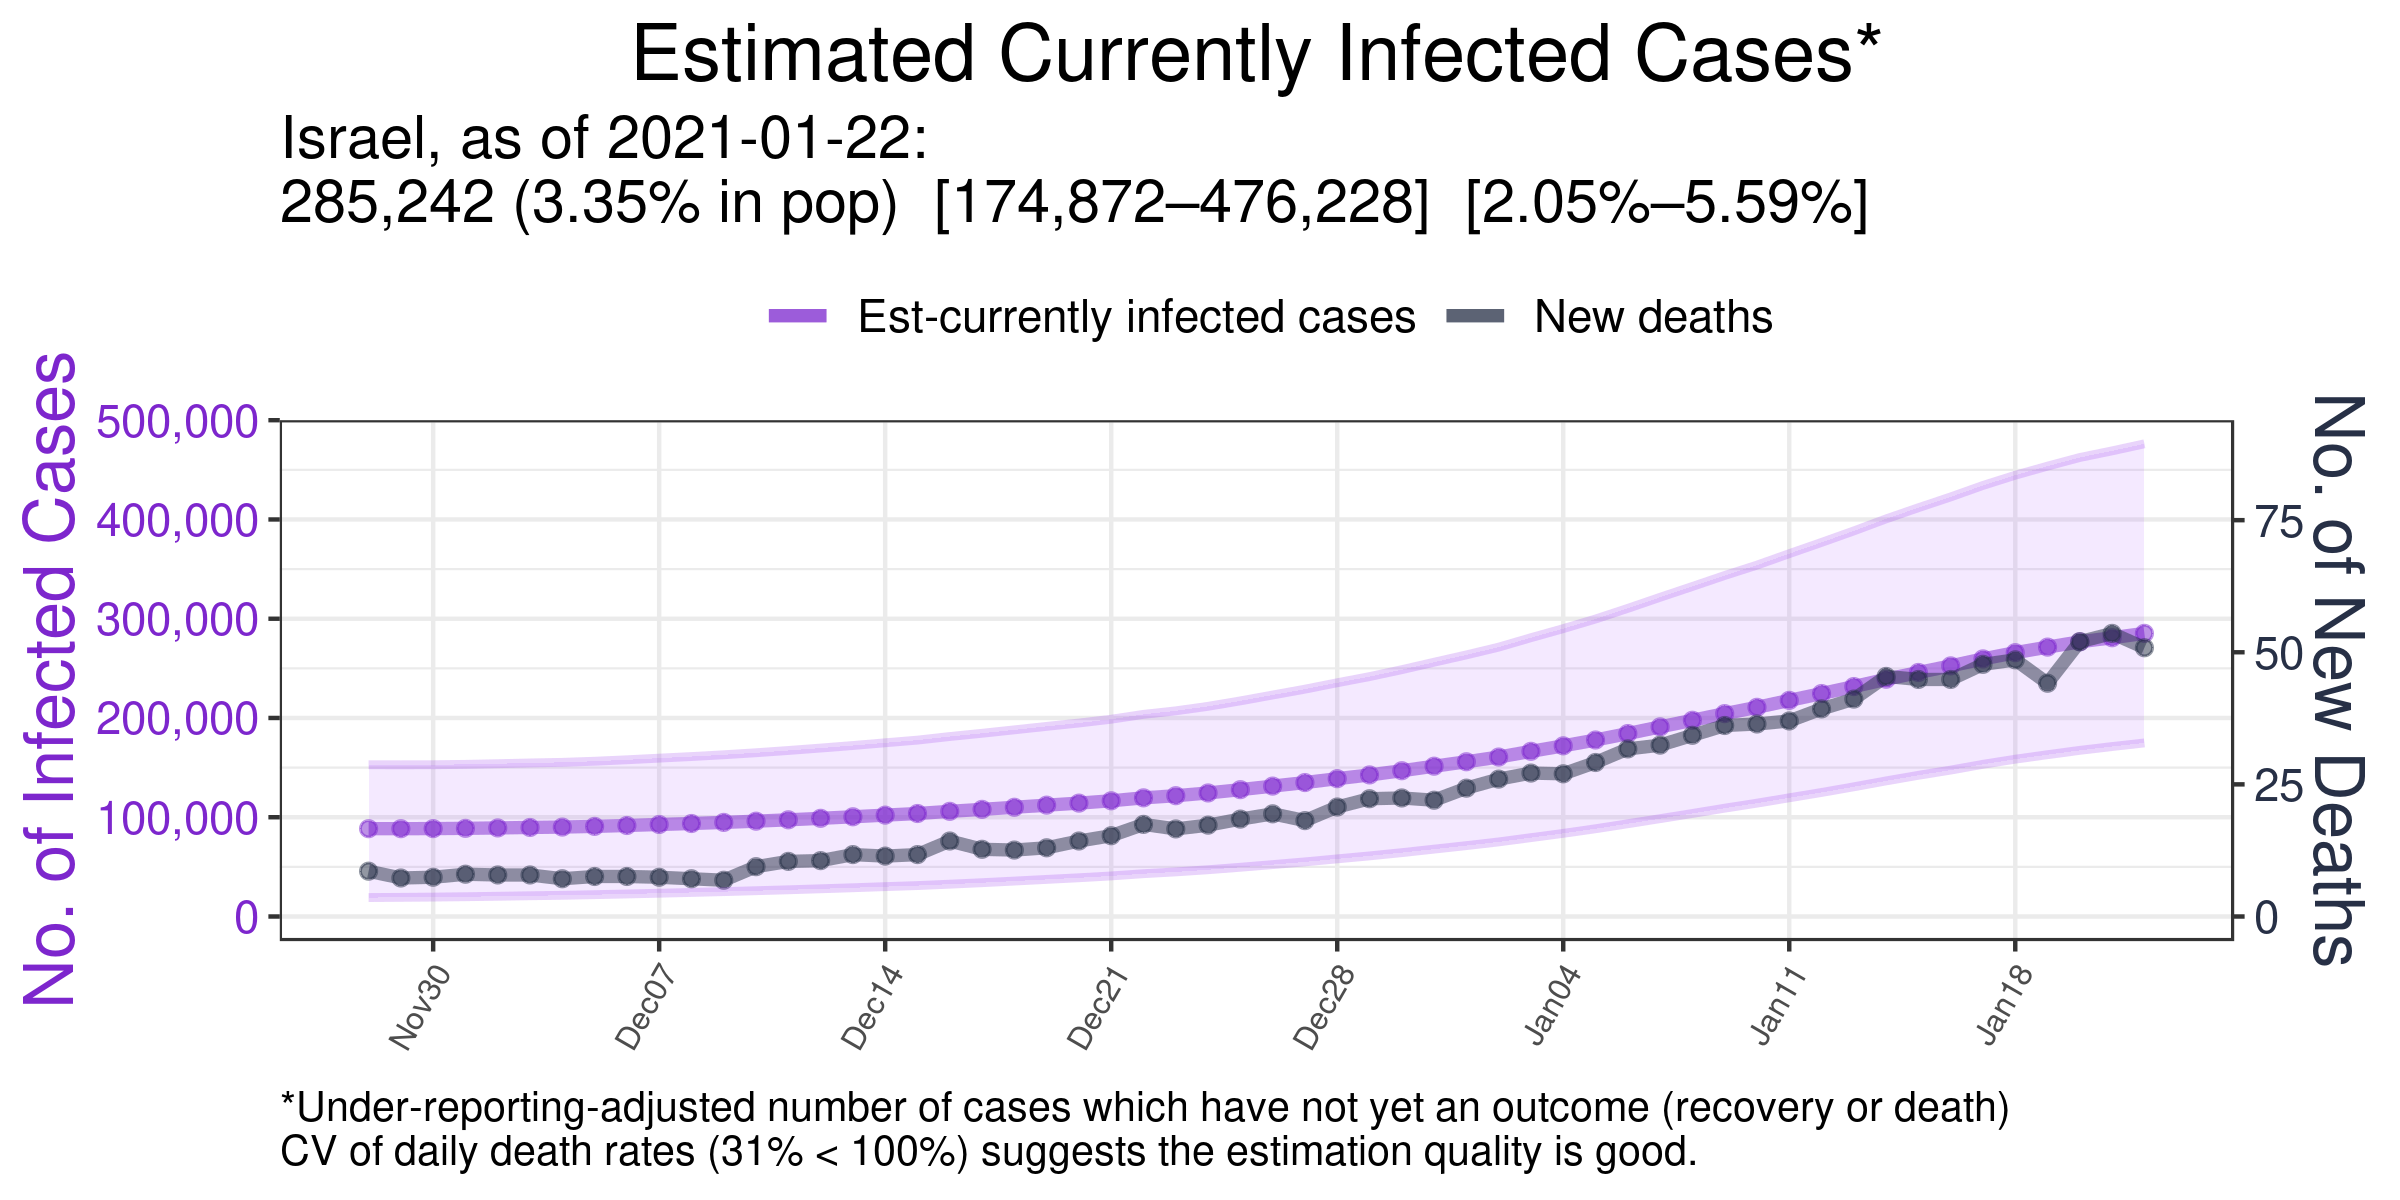 Estimated Currently Infected Cases*
Israel, as of 2021-01-22:
285,242 (3.35% in pop)  [174,872–476,228]  [2.05%–5.59%]
Est-currently infected cases
New deaths
No. of Infected Cases
500,000
400,000
300,000
200,000
100,000
0
No. of New Deaths
75
50
25
0
Nov30
Dec07
Dec14
Dec21
Dec28
Jan04
Jan11
Jan18
*Under-reporting-adjusted number of cases which have not yet an outcome (recovery or death)
CV of daily death rates (31% < 100%) suggests the estimation quality is good.